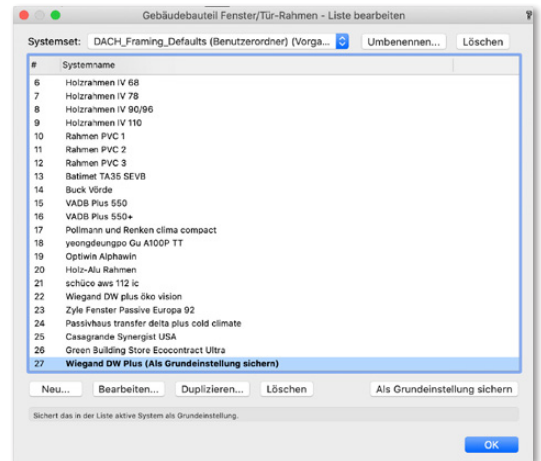 Gebäudebauteil Fenster/Tür-Rahmen - Liste bearbeiten
Systemset: DACH_Framing_Defaults (Benutzerordner) (Vorga... Umbenennen... Löschen
# Systemname
6 Holzrahmen IV 68
7 Holzrahmen IV 78
8 Holzrahmen IV 90/96
9 Holzrahmen IV 110
10 Rahmen PVC 1
11 Rahmen PVC 2
12 Rahmen PVC 3
13 Batimet TA35 SEVB
14 Buck Vörde
15 VADB Plus 550
16 VADB Plus 550+
17 Pollmann und Renken clima compact
18 yeongdeungpo Gu A100P TT
19 Optiwin Alphawin
20 Holz-Alu Rahmen
21 schüco aws 112 ic
22 Wiegand DW plus öko vision
23 Zyle Fenster Passive Europa 92
24 Passivhaus transfer delta plus cold climate
25 Casagrande Synergist USA
26 Green Building Store Ecocontract Ultra
27 Wiegand DW Plus (Als Grundeinstellung sichern)
Neu... Bearbeiten... Duplizieren... Löschen Als Grundeinstellung sichern
Sichert das in der Liste aktive System als Grundeinstellung.
OK